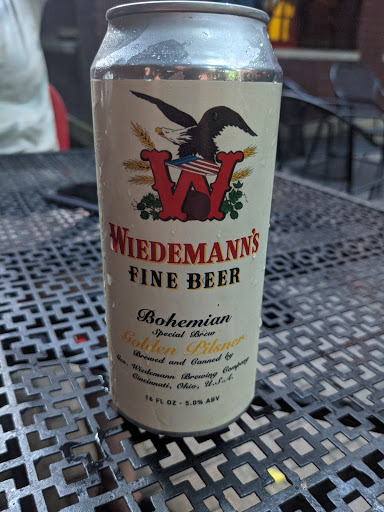 W
WIEDEMANN'S
FINE BEER
Bohemian
Special Brew
Golden Pilsner
Brewed and Canned by
Geo. Wiedemann Brewing Company
Cincinnati, Ohio, U.S.A.
16 FL OZ - 5.0% ABV